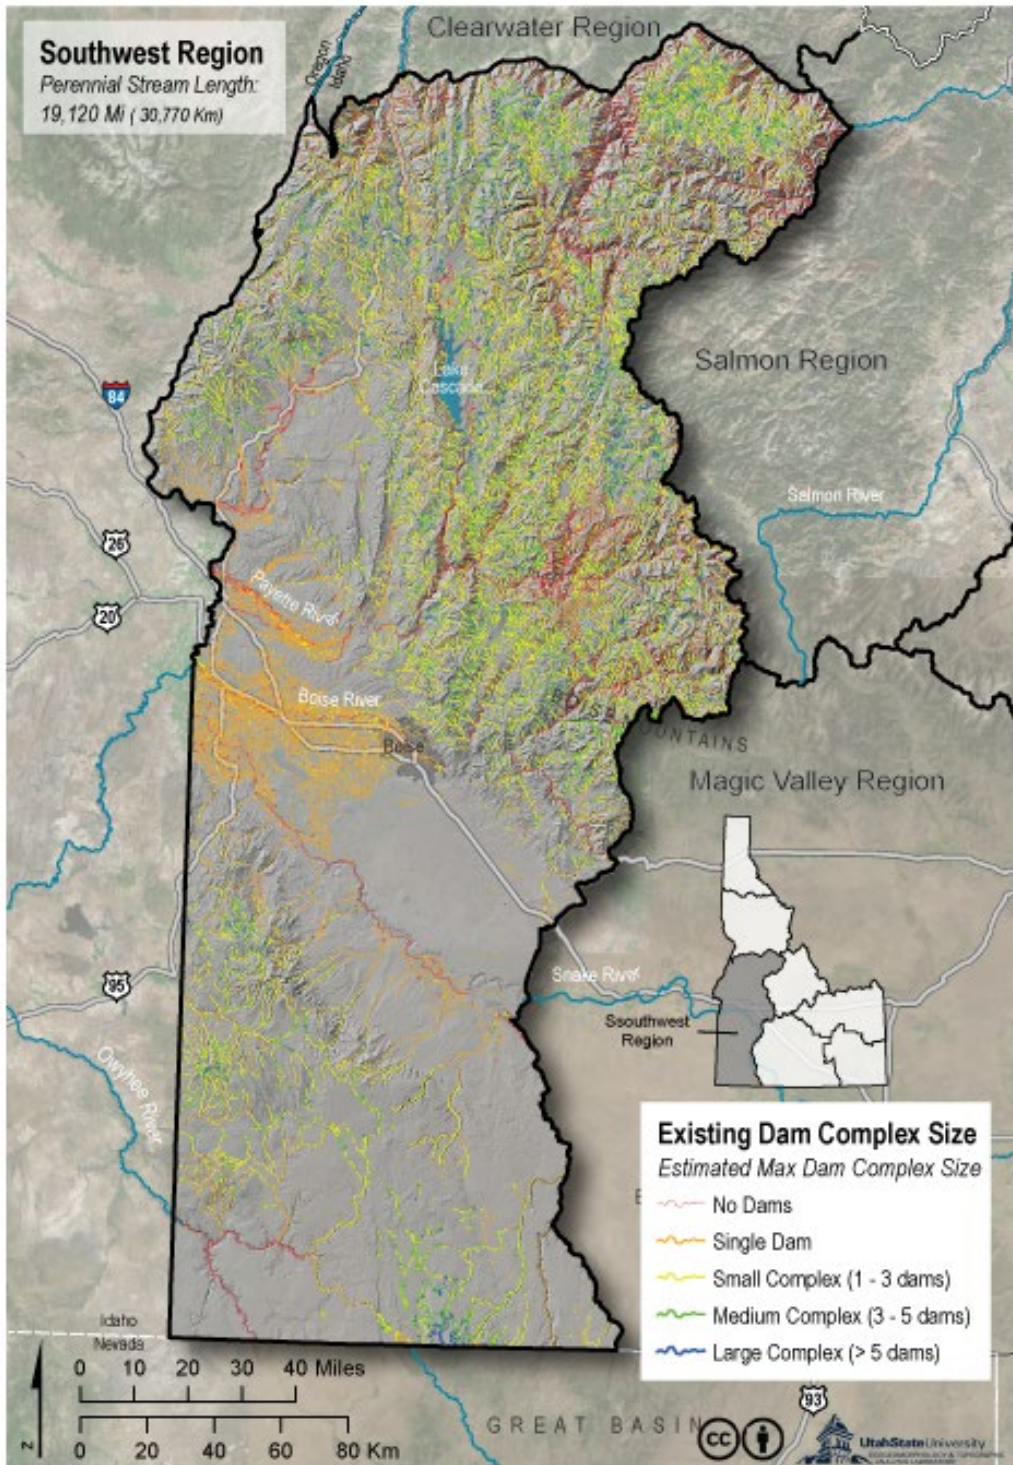 Southwest Region
Perennial Stream Length:
19,120 Mi ( 30,770 Km)
Clearwater Region
Oregon
Idaho
Lake
Cascade
Salmon Region
84
Salmon River
26
20
Payette River
Boise River
Boise
BOISE MOUNTAINS
Magic Valley Region
95
Snake River
Ssouthwest
Region
Owyhee River
Existing Dam Complex Size
Estimated Max Dam Complex Size
No Dams
Single Dam
Small Complex (1 - 3 dams)
Medium Complex (3 - 5 dams)
Large Complex (> 5 dams)
Idaho
Nevada
0 10 20 30 40 Miles
0 20 40 60 80 Km
N
93
GREAT BASIN
cc
UtahStateUniversity